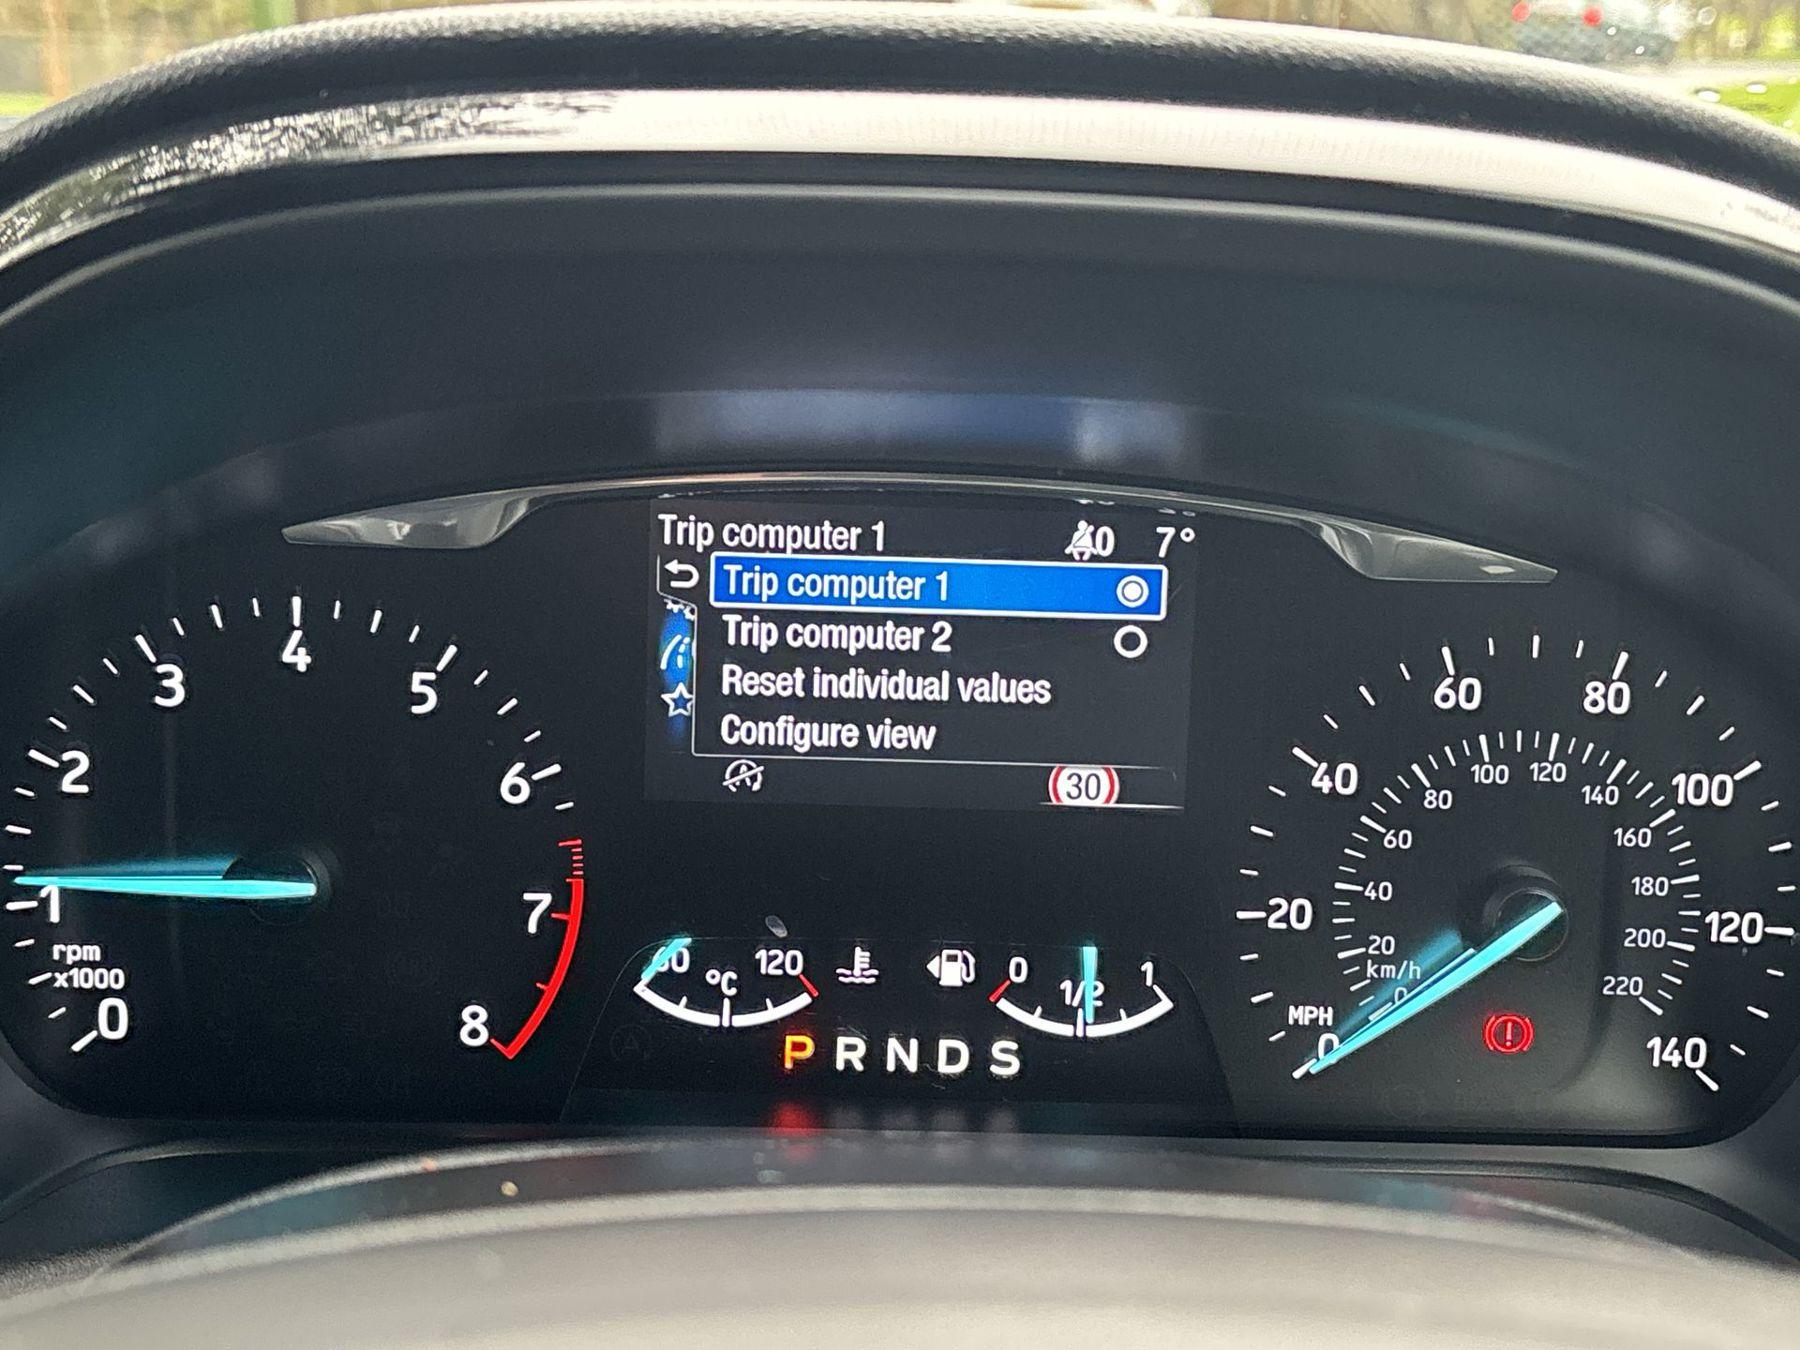 Trip computer 1 0 7°
Trip computer 1
Trip computer 2
Reset individual values
Configure view
A
30
0
1
2
3
4
5
6
7
8
rpm
x1000
°C
120
0
1/2
1
P R N D S
0
20
40
60
80
100
120
140
MPH
km/h
0
20
40
60
80
100
120
140
160
180
200
220
!